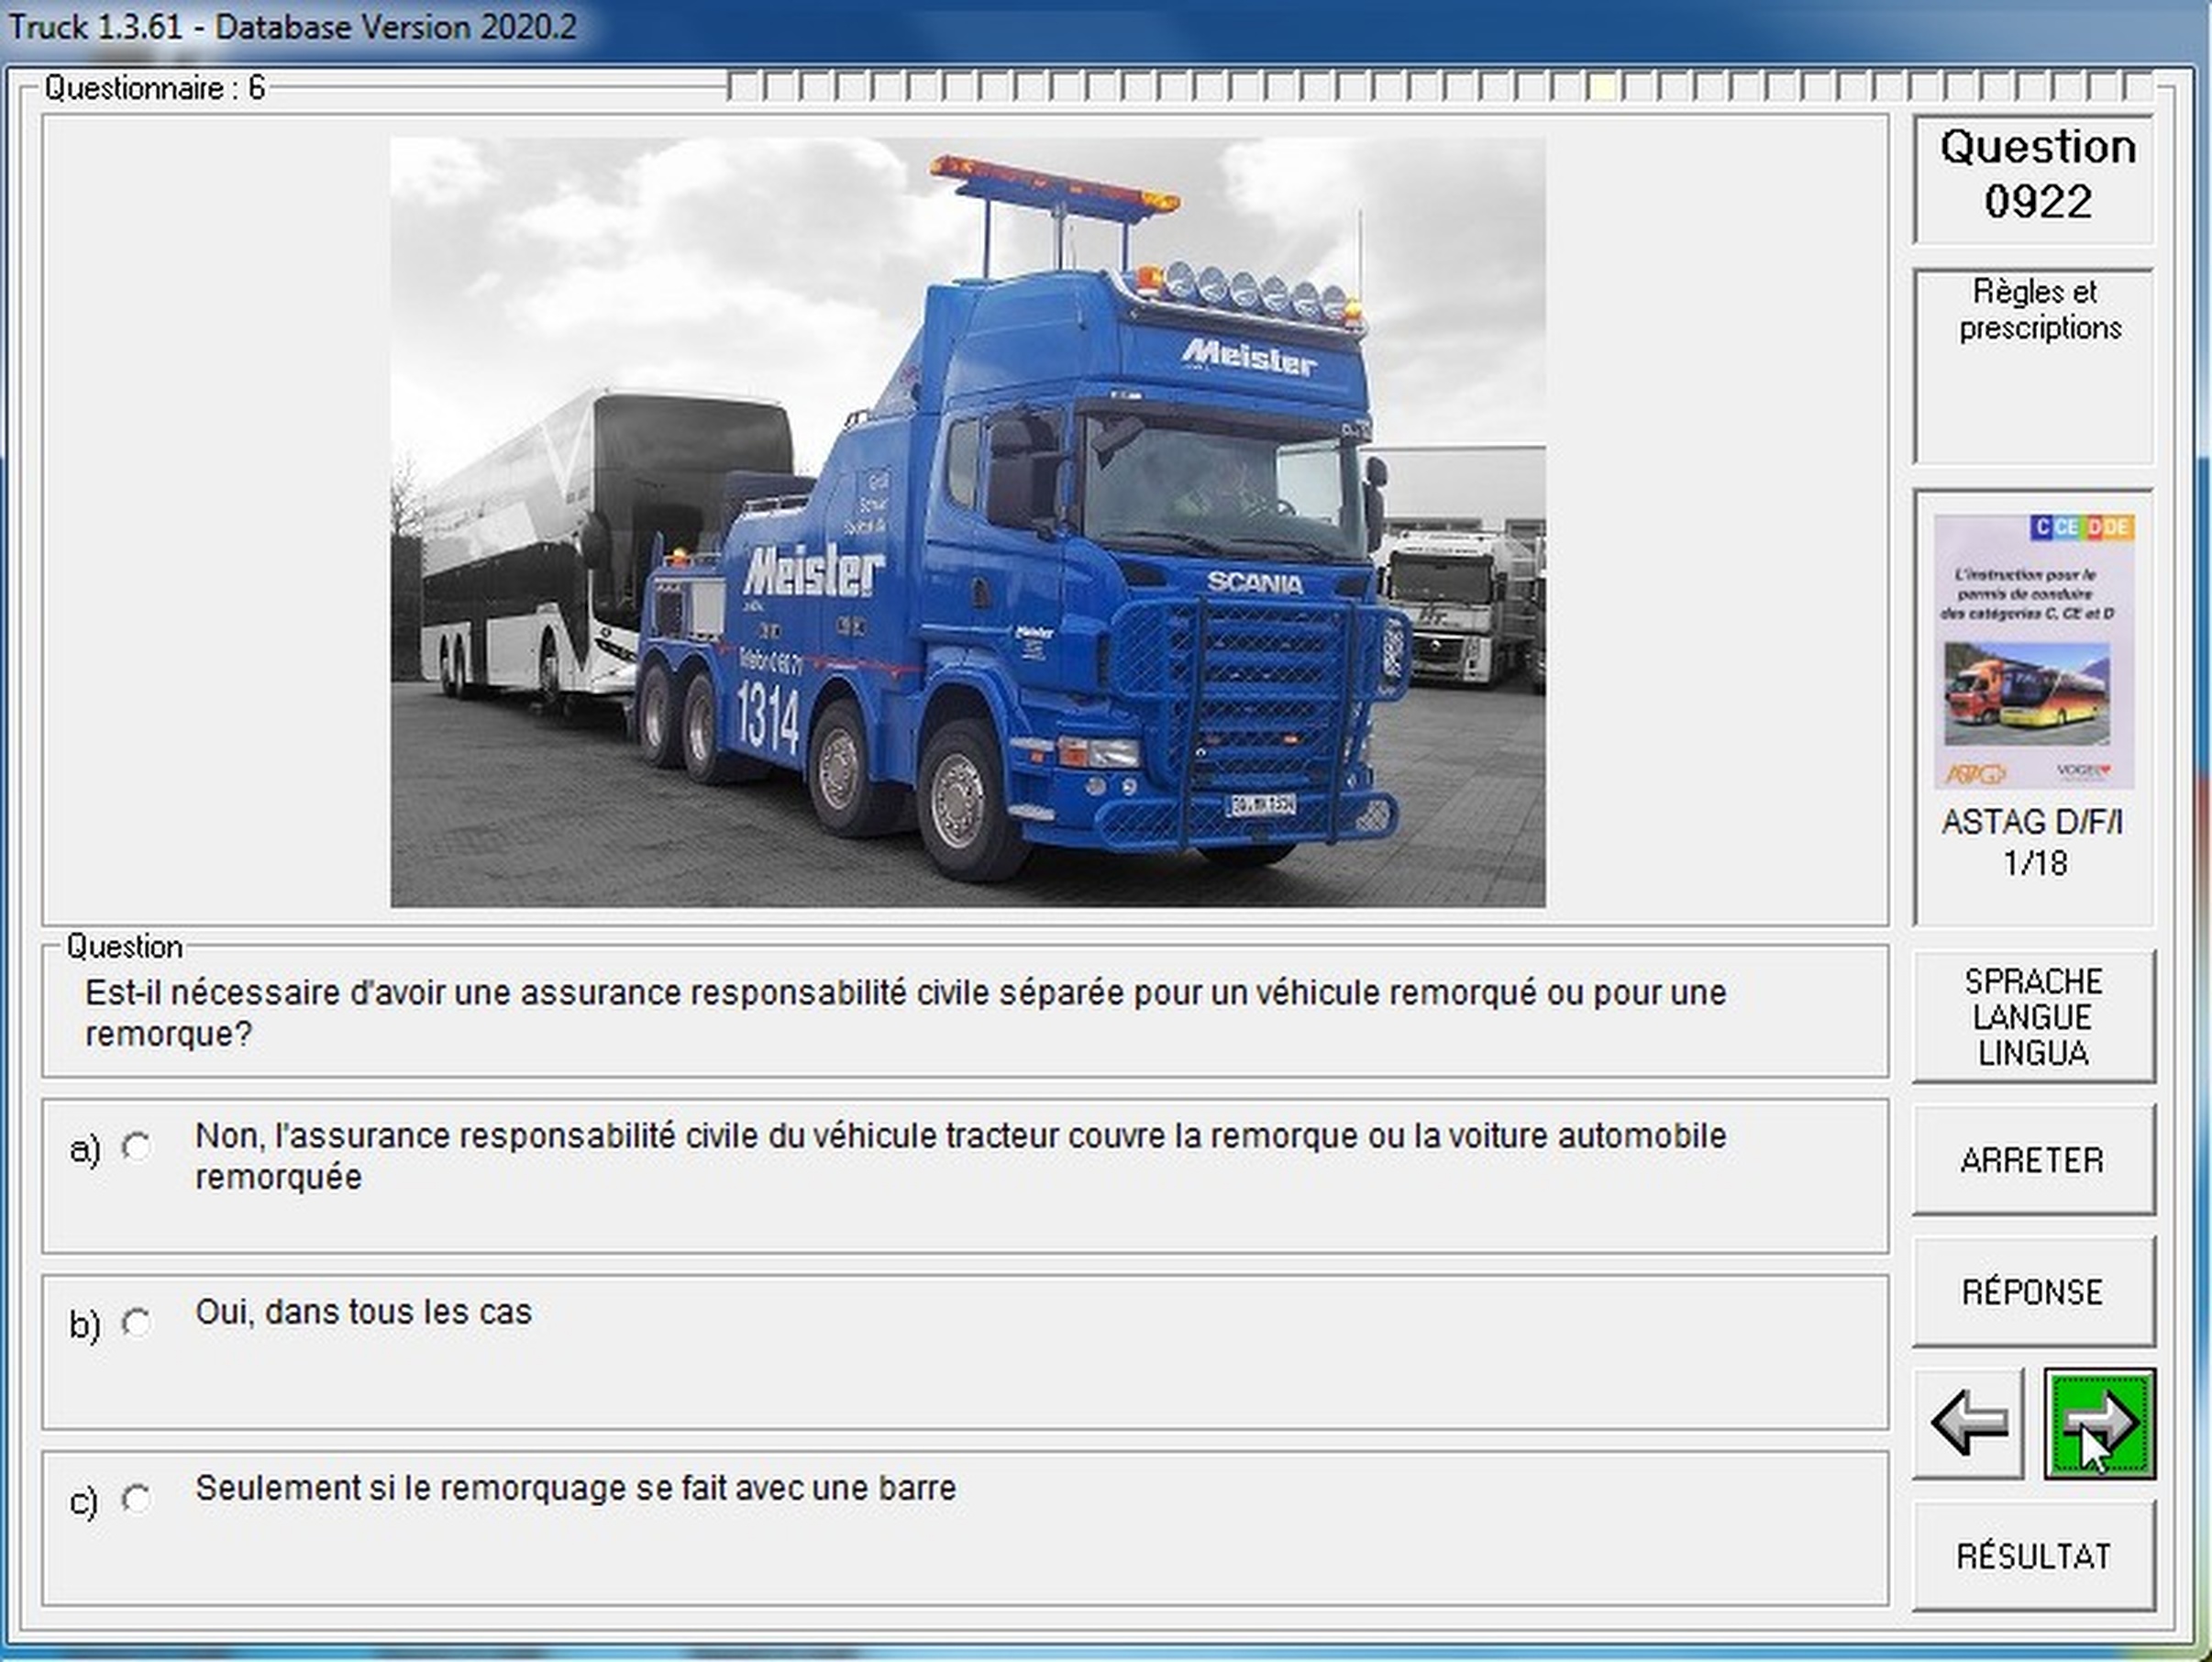 Truck 1.3.61 - Database Version 2020.2
Questionnaire : 6
Question
0922
Règles et
prescriptions
Meister
Meister
SCANIA
Meister
1314
C CE D DE
L'instruction pour le
permis de conduire
des catégories C, CE et D
ASTAG
VOGEL
ASTAG D/F/I
1/18
Question
Est-il nécessaire d'avoir une assurance responsabilité civile séparée pour un véhicule remorqué ou pour une
remorque?
a) Non, l'assurance responsabilité civile du véhicule tracteur couvre la remorque ou la voiture automobile
remorquée
b) Oui, dans tous les cas
c) Seulement si le remorquage se fait avec une barre
SPRACHE
LANGUE
LINGUA
ARRETER
RÉPONSE
RÉSULTAT